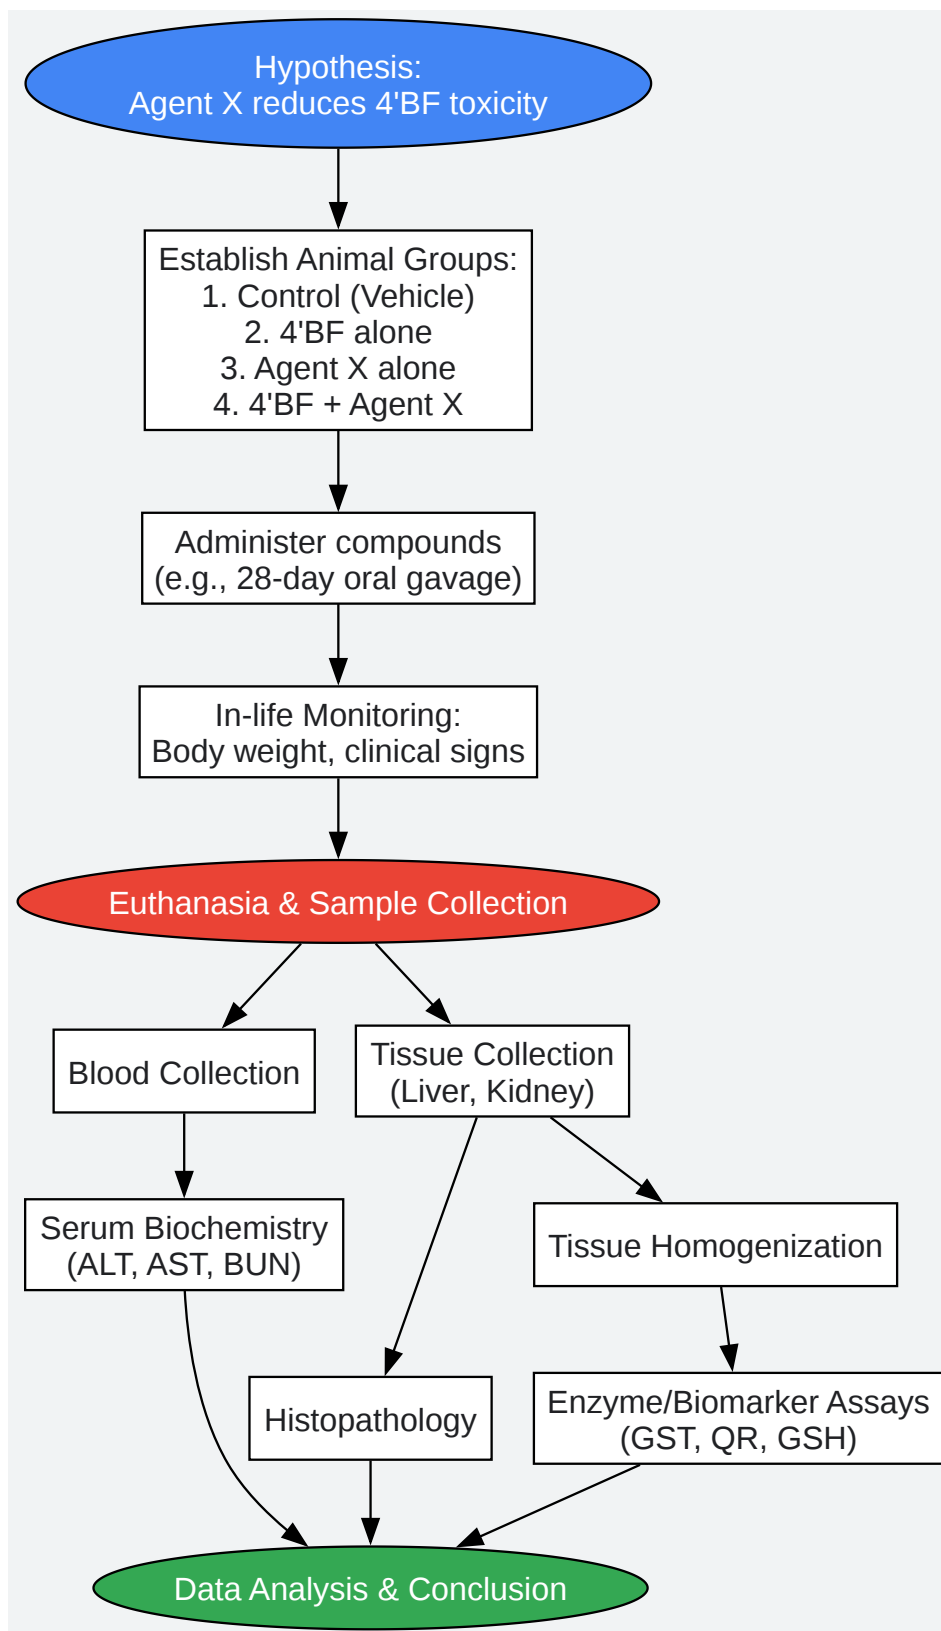 Hypothesis:
Agent X reduces 4'BF toxicity
Establish Animal Groups:
1. Control (Vehicle)
2. 4'BF alone
3. Agent X alone
4. 4'BF + Agent X
Administer compounds
(e.g., 28-day oral gavage)
In-life Monitoring:
Body weight, clinical signs
Euthanasia & Sample Collection
Blood Collection
Tissue Collection
(Liver, Kidney)
Serum Biochemistry
(ALT, AST, BUN)
Tissue Homogenization
Histopathology
Enzyme/Biomarker Assays
(GST, QR, GSH)
Data Analysis & Conclusion